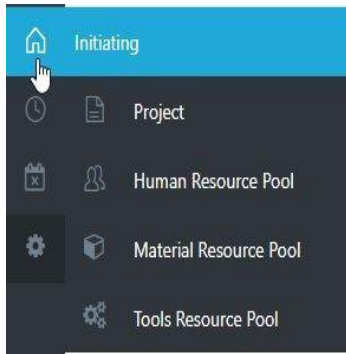 Initiating
Project
Human Resource Pool
Material Resource Pool
Tools Resource Pool